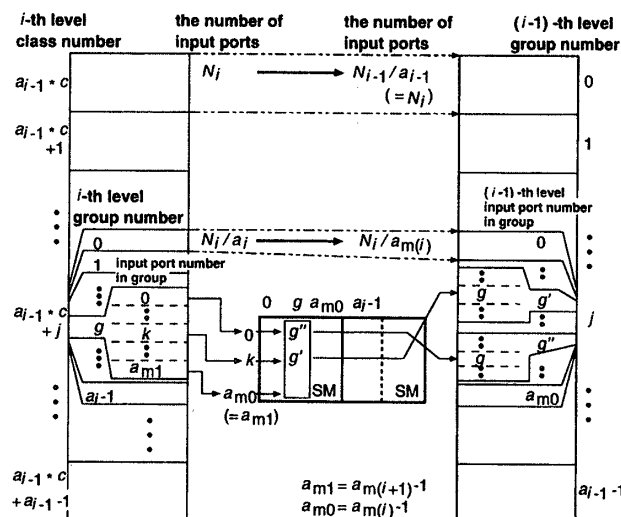 i-th level
class number
the number of
input ports
the number of
input ports
(i-1) -th level
group number
a_{i-1} * c
N_i
N_{i-1}/a_{i-1}
(=N_i)
0
a_{i-1} * c
+1
1
i-th level
group number
(i-1) -th level
input port number
in group
0
N_i/a_i
N_i/a_{m(i)}
0
1
input port number
in group
0
0 g a_{m0} a_{i-1}
g
g'
a_{i-1} * c
+ j
g
k
0
k
g"
g'
j
g"
g
a_{m1}
a_{m0}
(=a_{m1})
SM
SM
a_{i-1}
a_{m0}
a_{i-1} * c
+ a_{i-1} -1
a_{m1} = a_{m(i+1)} -1
a_{m0} = a_{m(i)} -1
a_{i-1} -1